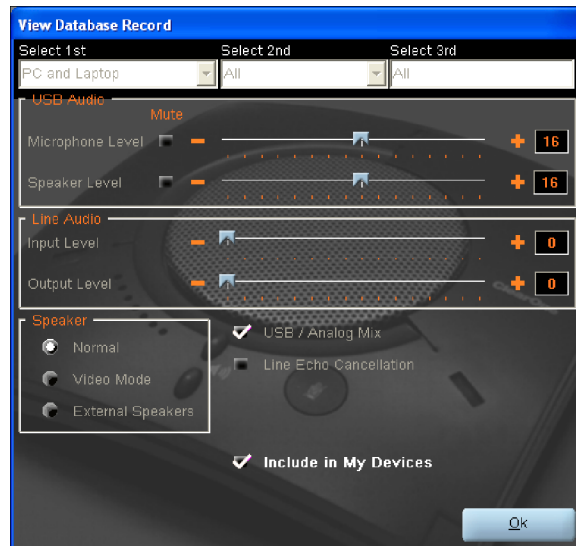 View Database Record
Select 1st Select 2nd Select 3rd
PC and Laptop All All
USB Audio
Mute
Microphone Level 16
Speaker Level 16
Line Audio
Input Level 0
Output Level 0
Speaker
Normal
Video Mode
External Speakers
USB / Analog Mix
Line Echo Cancellation
Include in My Devices
Ok